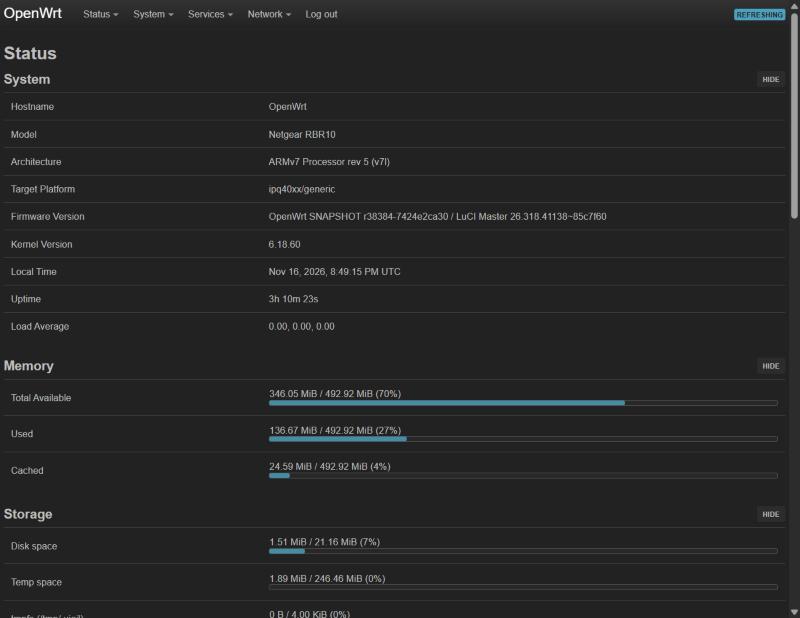 OpenWrt Status System Services Network Log out REFRESHING
Status
System HIDE
Hostname OpenWrt
Model Netgear RBR10
Architecture ARMv7 Processor rev 5 (v7l)
Target Platform ipq40xx/generic
Firmware Version OpenWrt SNAPSHOT r38384-7424e2ca30 / LuCI Master 26.318.41138~85c7f60
Kernel Version 6.18.60
Local Time Nov 16, 2026, 8:49:15 PM UTC
Uptime 3h 10m 23s
Load Average 0.00, 0.00, 0.00
Memory HIDE
Total Available 346.05 MiB / 492.92 MiB (70%)
Used 136.67 MiB / 492.92 MiB (27%)
Cached 24.59 MiB / 492.92 MiB (4%)
Storage HIDE
Disk space 1.51 MiB / 21.16 MiB (7%)
Temp space 1.89 MiB / 246.46 MiB (0%)
0 B / 4.00 KiB (0%)